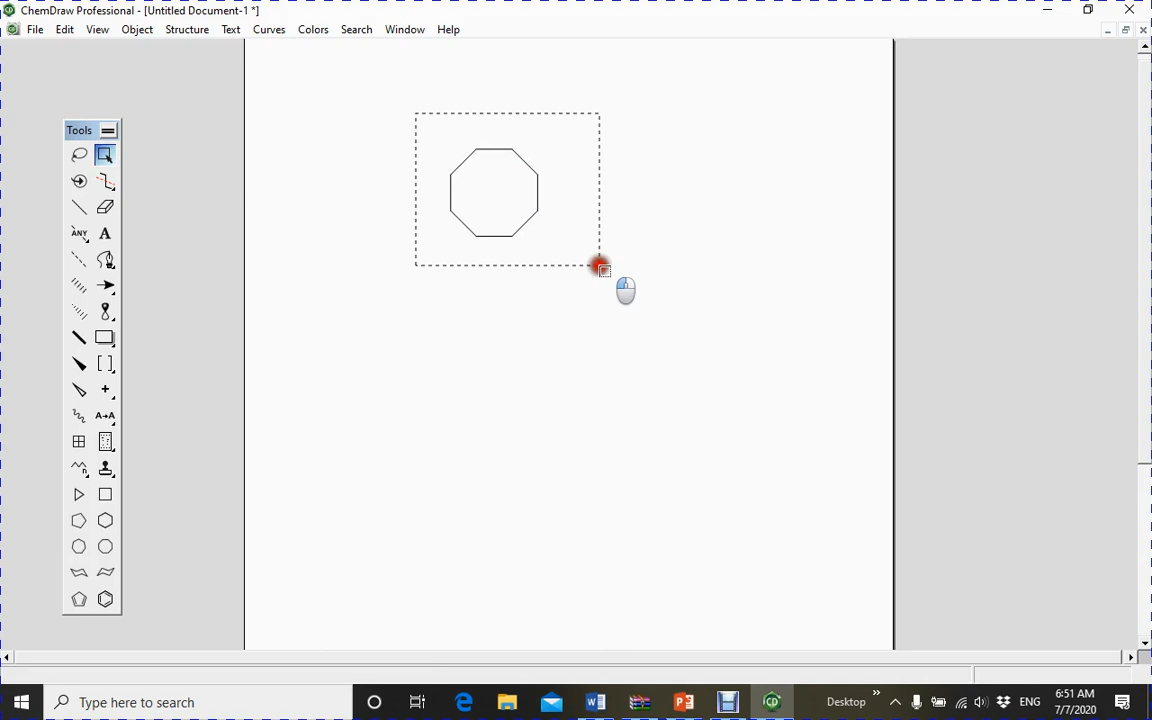 ChemDraw Professional - [Untitled Document-1 *]
File Edit View Object Structure Text Curves Colors Search Window Help
Tools
ANY
A
A→A
n
Type here to search
Desktop
ENG
6:51 AM
7/7/2020